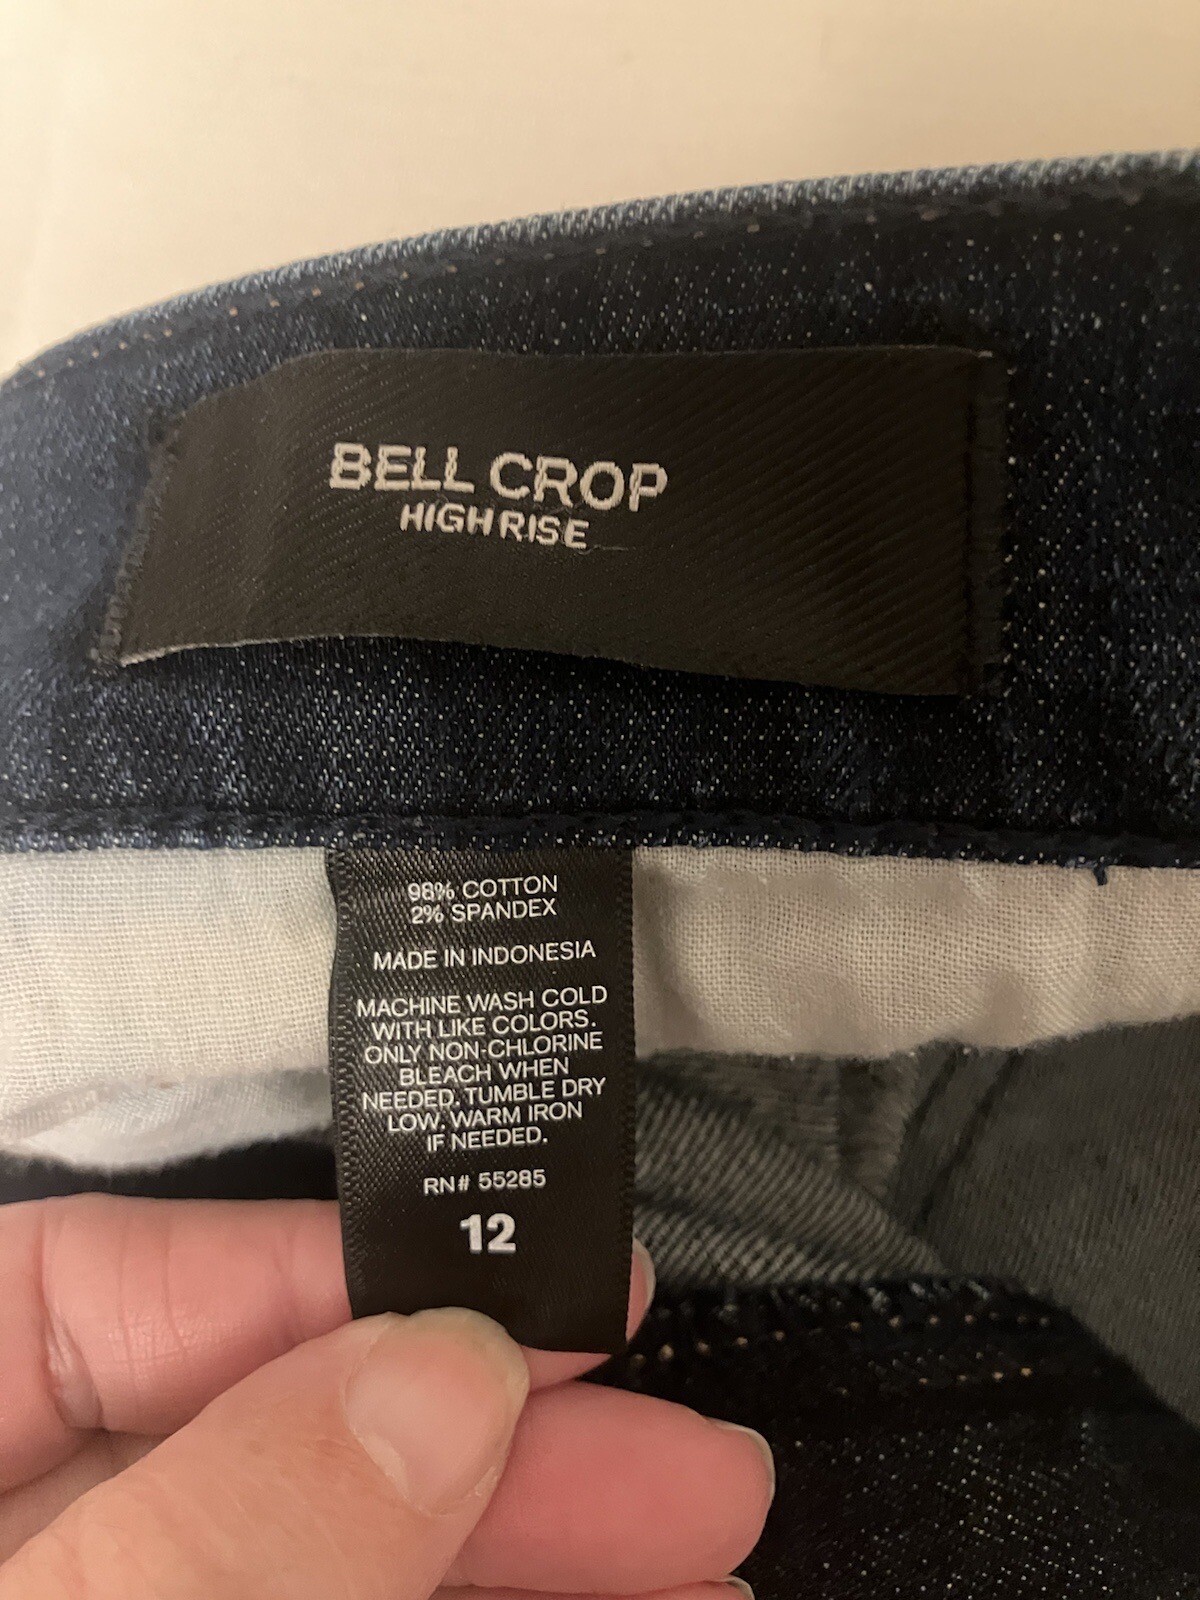 BELL CROP
HIGH RISE
98% COTTON
2% SPANDEX
MADE IN INDONESIA
MACHINE WASH COLD
WITH LIKE COLORS.
ONLY NON-CHLORINE
BLEACH WHEN
NEEDED. TUMBLE DRY
LOW. WARM IRON
IF NEEDED.
RN# 55285
12